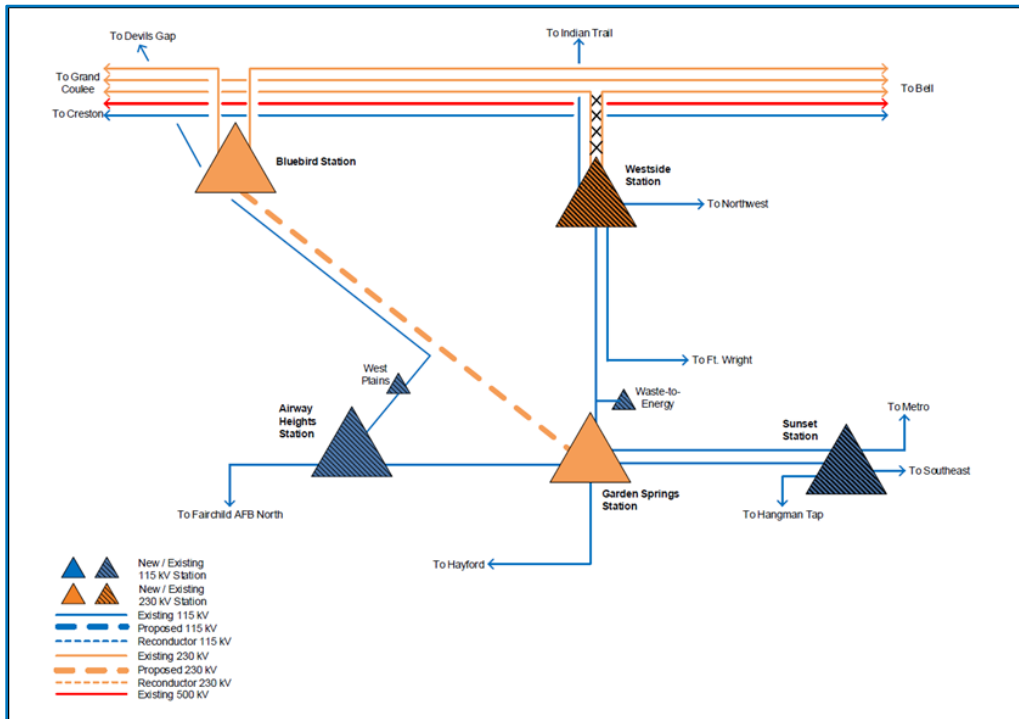 To Devils Gap
To Indian Trail
To Grand
Coulee
To Bell
To Creston
Bluebird Station
Westside
Station
To Northwest
To Ft. Wright
West
Plains
Waste-to-
Energy
Airway
Heights
Station
To Metro
Sunset
Station
To Southeast
Garden Springs
Station
To Fairchild AFB North
To Hangman Tap
To Hayford
New / Existing
115 kV Station
New / Existing
230 kV Station
Existing 115 kV
Proposed 115 kV
Reconductor 115 kV
Existing 230 kV
Proposed 230 kV
Reconductor 230 kV
Existing 500 kV